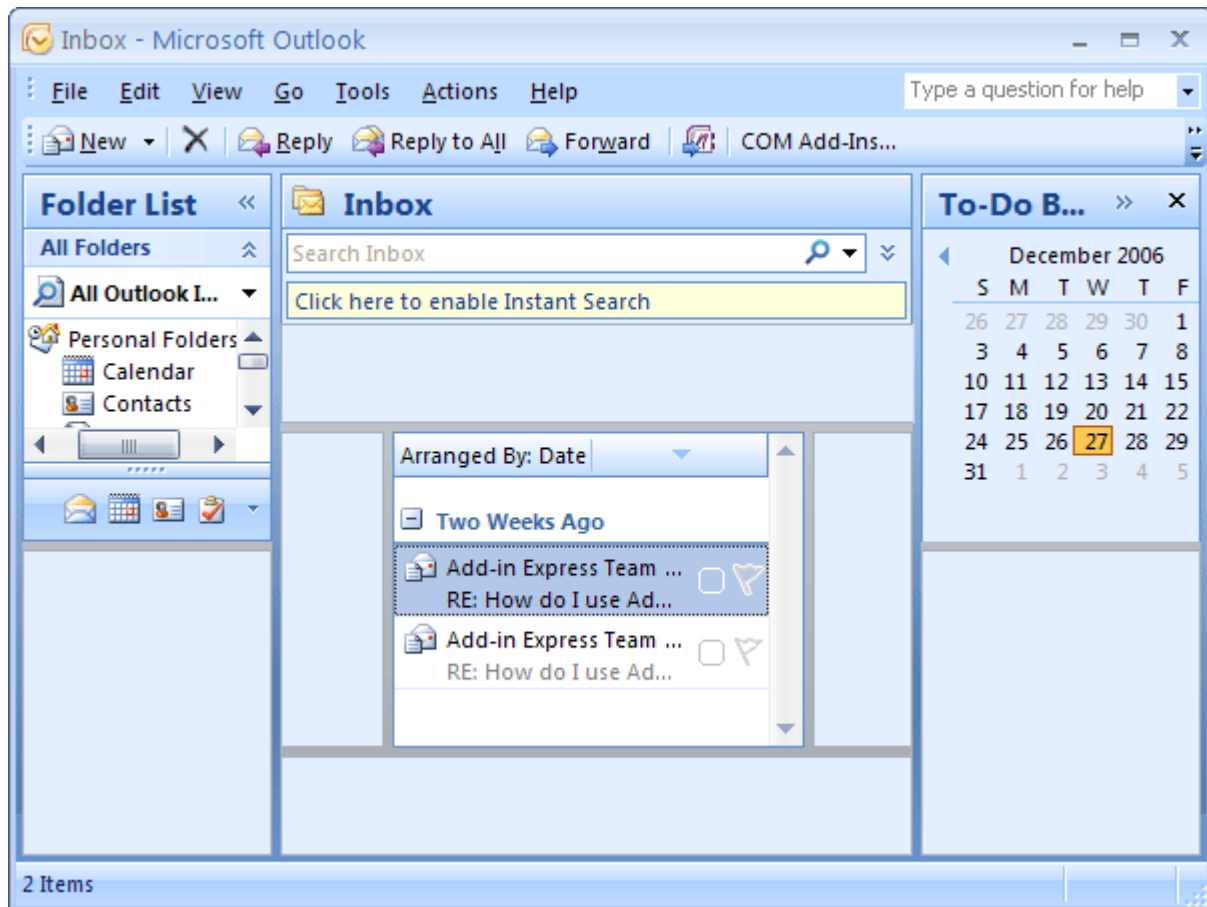 Inbox - Microsoft Outlook
File Edit View Go Tools Actions Help
Type a question for help
New Reply Reply to All Forward COM Add-Ins...
Folder List
All Folders
All Outlook I...
Personal Folders
Calendar
Contacts
Inbox
Search Inbox
Click here to enable Instant Search
Arranged By: Date
Two Weeks Ago
Add-in Express Team ...
RE: How do I use Ad...
Add-in Express Team ...
RE: How do I use Ad...
To-Do B...
December 2006
S M T W T F
26 27 28 29 30 1
3 4 5 6 7 8
10 11 12 13 14 15
17 18 19 20 21 22
24 25 26 27 28 29
31 1 2 3 4 5
2 Items